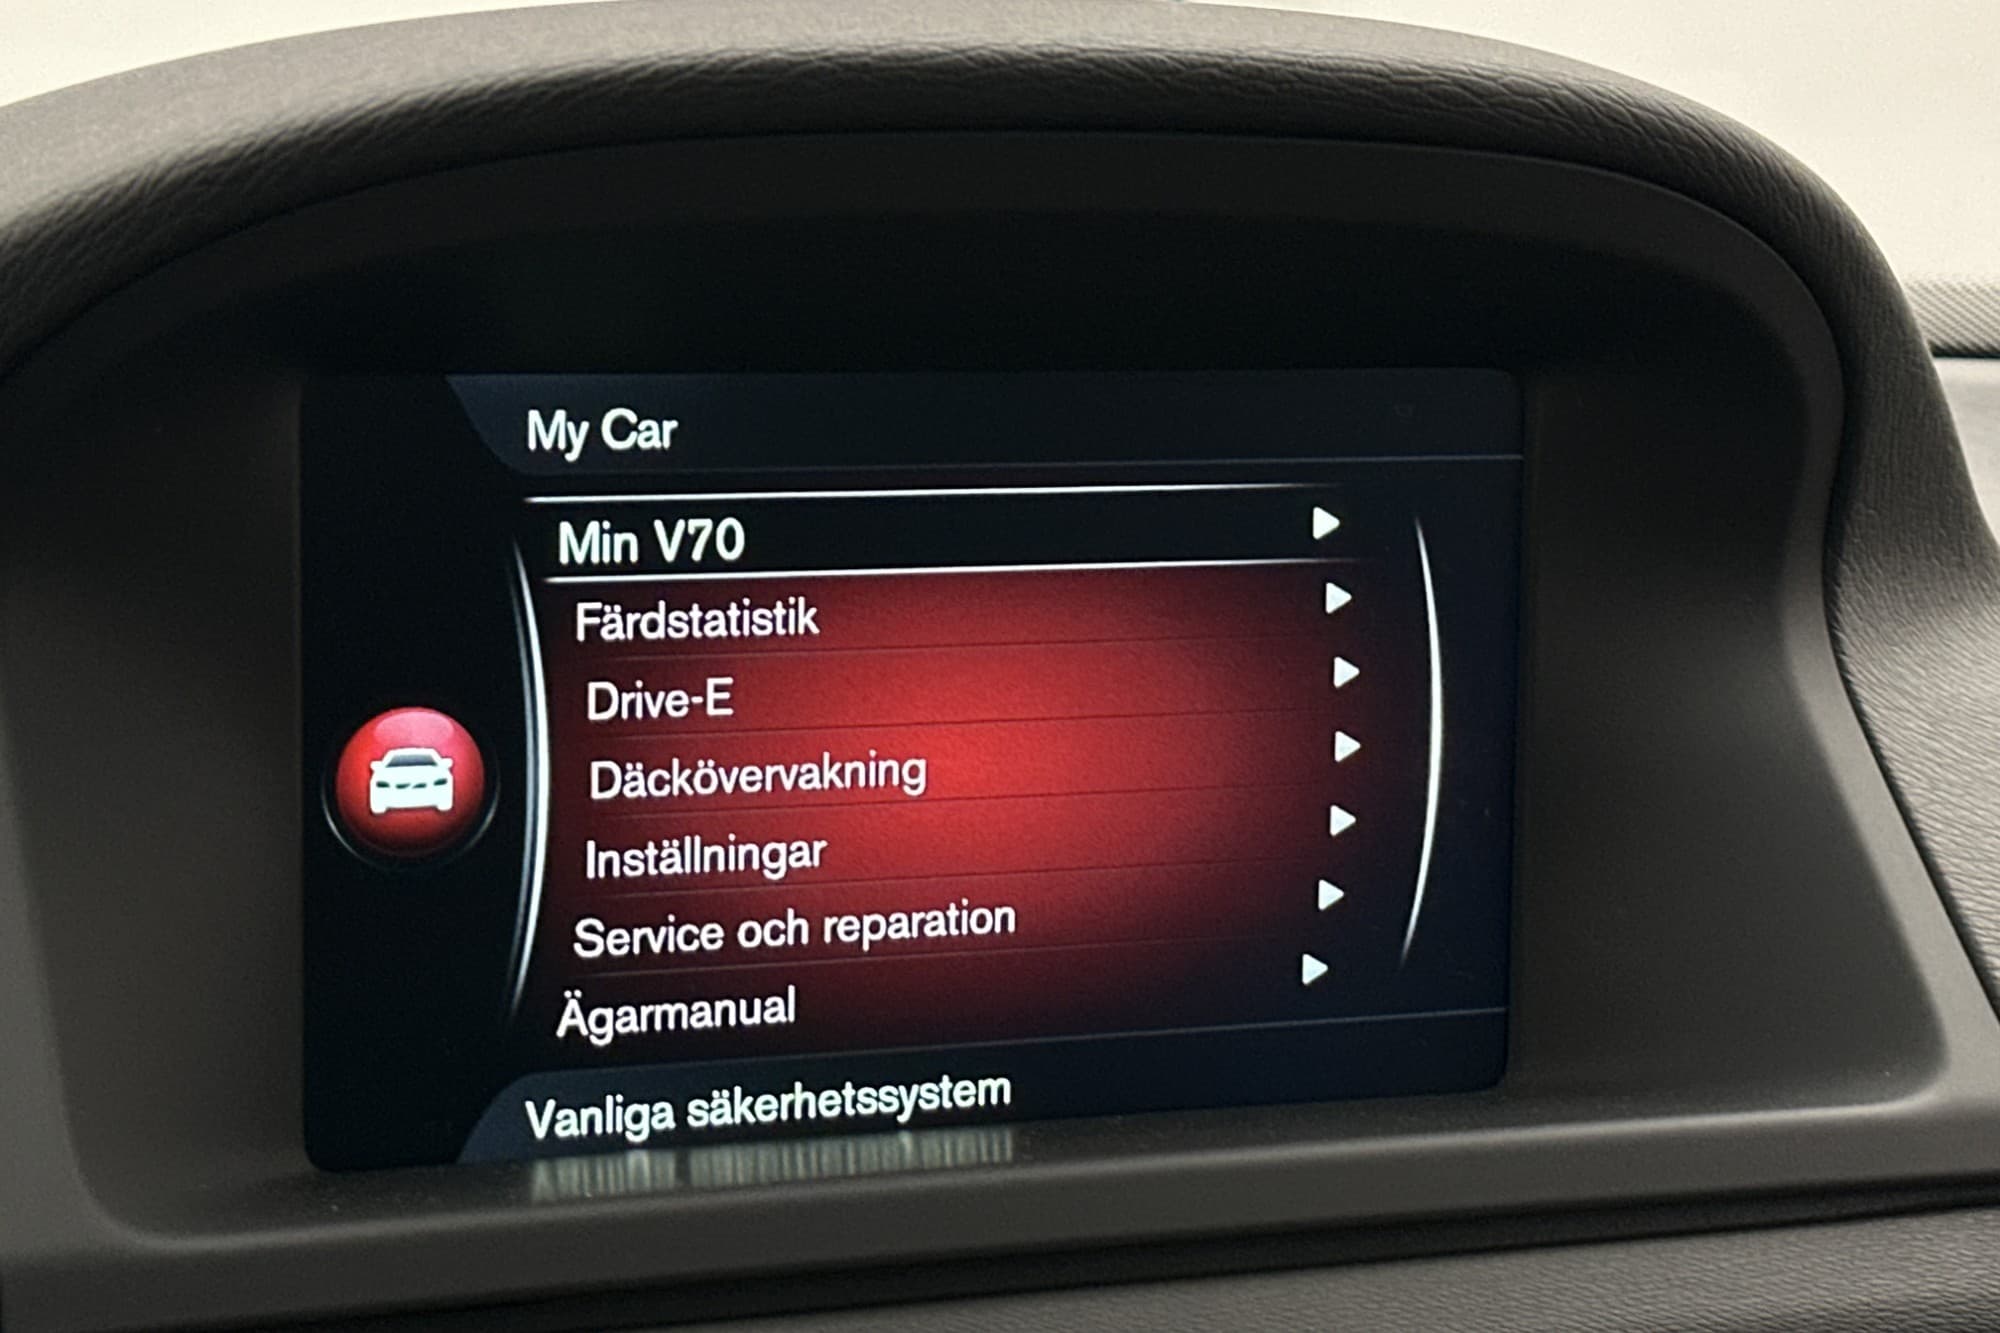 My Car
Min V70
Färdstatistik
Drive-E
Däckövervakning
Inställningar
Service och reparation
Ägarmanual
Vanliga säkerhetssystem